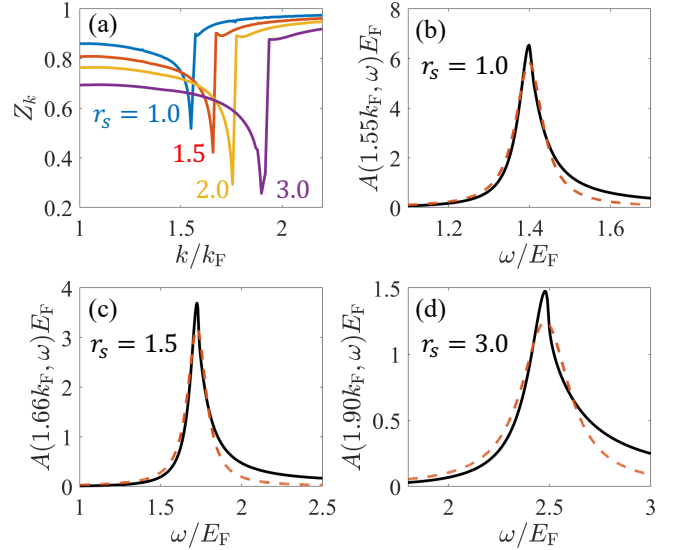 (a)
1
0.8
0.6
0.4
0.2
Z_k
r_s = 1.0
1.5
2.0
3.0
1
1.5
2
k/k_F
(b)
8
6
4
2
0
A(1.55k_F, ω)E_F
r_s = 1.0
1.2
1.4
1.6
ω/E_F
(c)
4
3
2
1
0
A(1.66k_F, ω)E_F
r_s = 1.5
1
1.5
2
2.5
ω/E_F
(d)
1.5
1
0.5
0
A(1.90k_F, ω)E_F
r_s = 3.0
2
2.5
3
ω/E_F